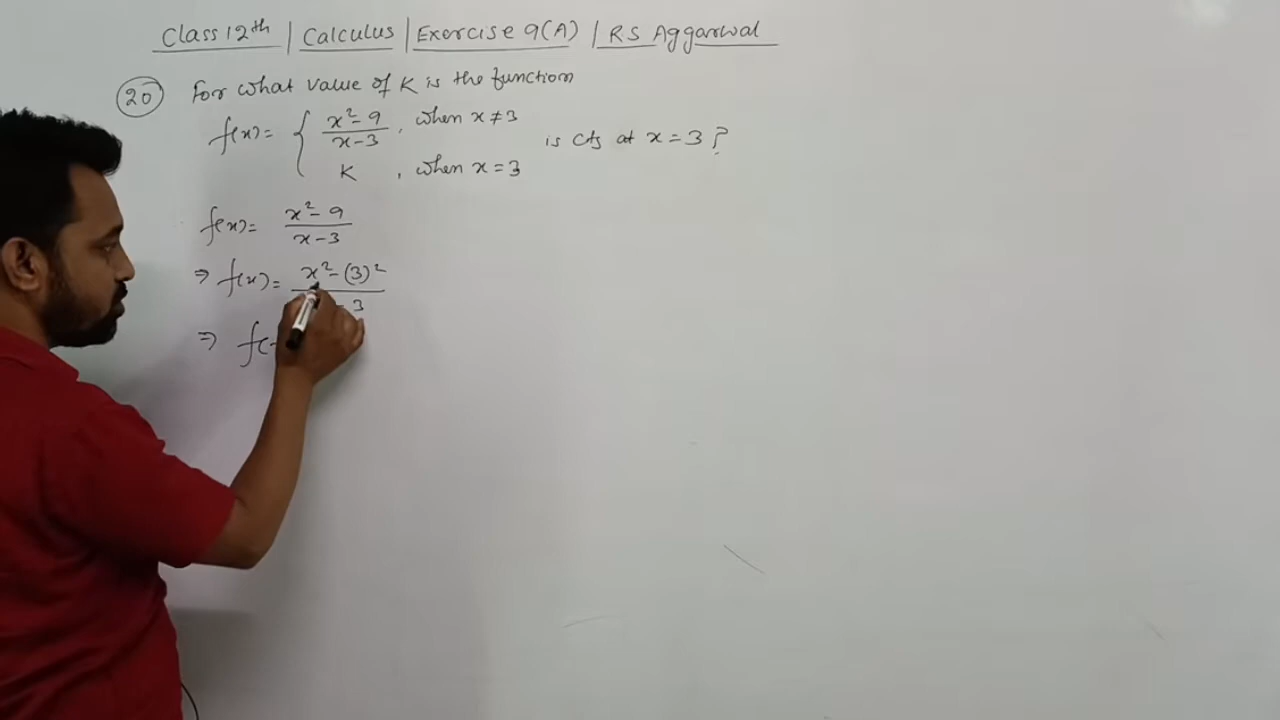 Class 12th | Calculus | Exercise 9(A) | RS Aggarwal
(20) For what value of K is the function
f(x) = { x² - 9 / x - 3 , when x ≠ 3
K , when x = 3
is cts at x = 3 ?
f(x) = x² - 9 / x - 3
⇒ f(x) = x² - (3)² / - 3
⇒ f(